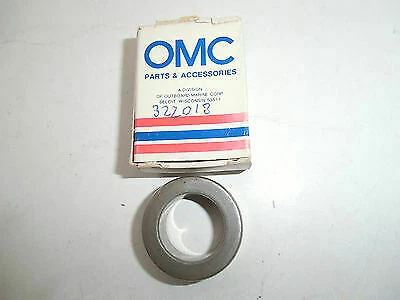 OMC
PARTS & ACCESSORIES
A DIVISION
OF OUTBOARD MARINE CORP.
BELOIT, WISCONSIN 53511
322018